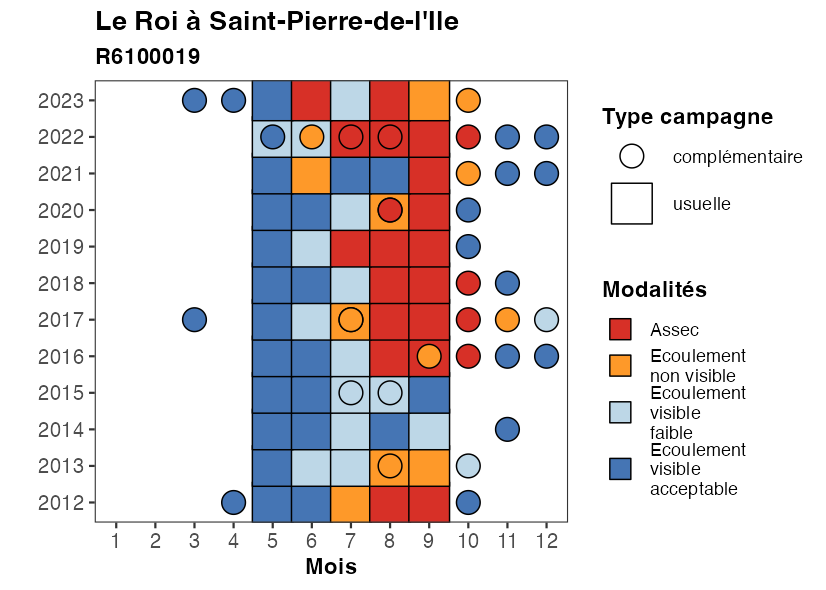 Le Roi à Saint-Pierre-de-l'Ile
R6100019
2023
2022
2021
2020
2019
2018
2017
2016
2015
2014
2013
2012
1 2 3 4 5 6 7 8 9 10 11 12
Mois
Type campagne
complémentaire
usuelle
Modalités
Assec
Ecoulement
non visible
Ecoulement
visible
faible
Ecoulement
visible
acceptable